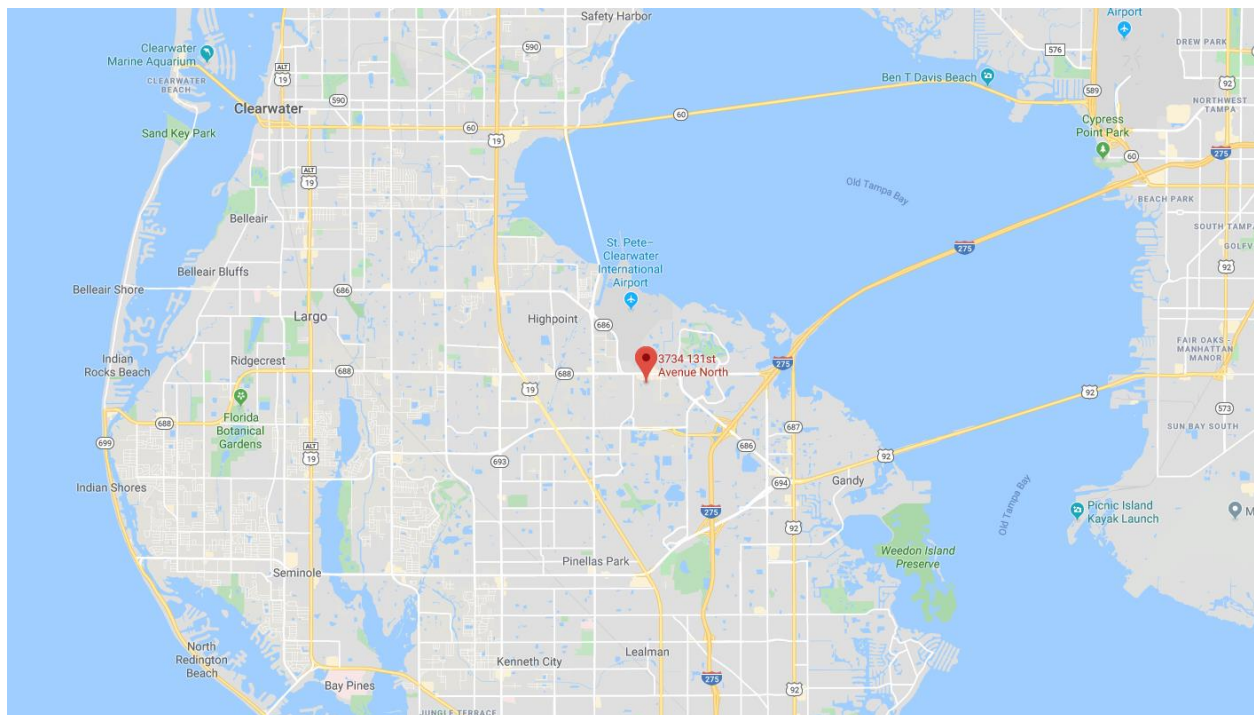 Safety Harbor
Airport
576
DREW PARK
590
Clearwater
Marine Aquarium
CLEARWATER
BEACH
ALT
19
Ben T Davis Beach
92
589
NORTHWEST
TAMPA
Clearwater
590
60
Cypress
Point Park
Sand Key Park
60
19
275
60
ALT
19
Old Tampa Bay
BEACH PARK
Belleair
SOUTH TAMPA
GOLFV
St. Pete–
Clearwater
International
Airport
275
92
Belleair Bluffs
Belleair Shore
686
Largo
Highpoint
686
FAIR OAKS -
MANHATTAN
MANOR
Indian
Rocks Beach
Ridgecrest
688
688
3734 131st
Avenue North
275
19
92
573
Florida
Botanical
Gardens
688
699
ALT
19
687
SUN BAY SOUTH
686
693
92
Indian Shores
694
Gandy
Old Tampa Bay
275
92
Picnic Island
Kayak Launch
M
Weedon Island
Preserve
Pinellas Park
Seminole
North
Redington
Beach
Kenneth City
Lealman
Bay Pines
275
92
JUNGLE TERRACE